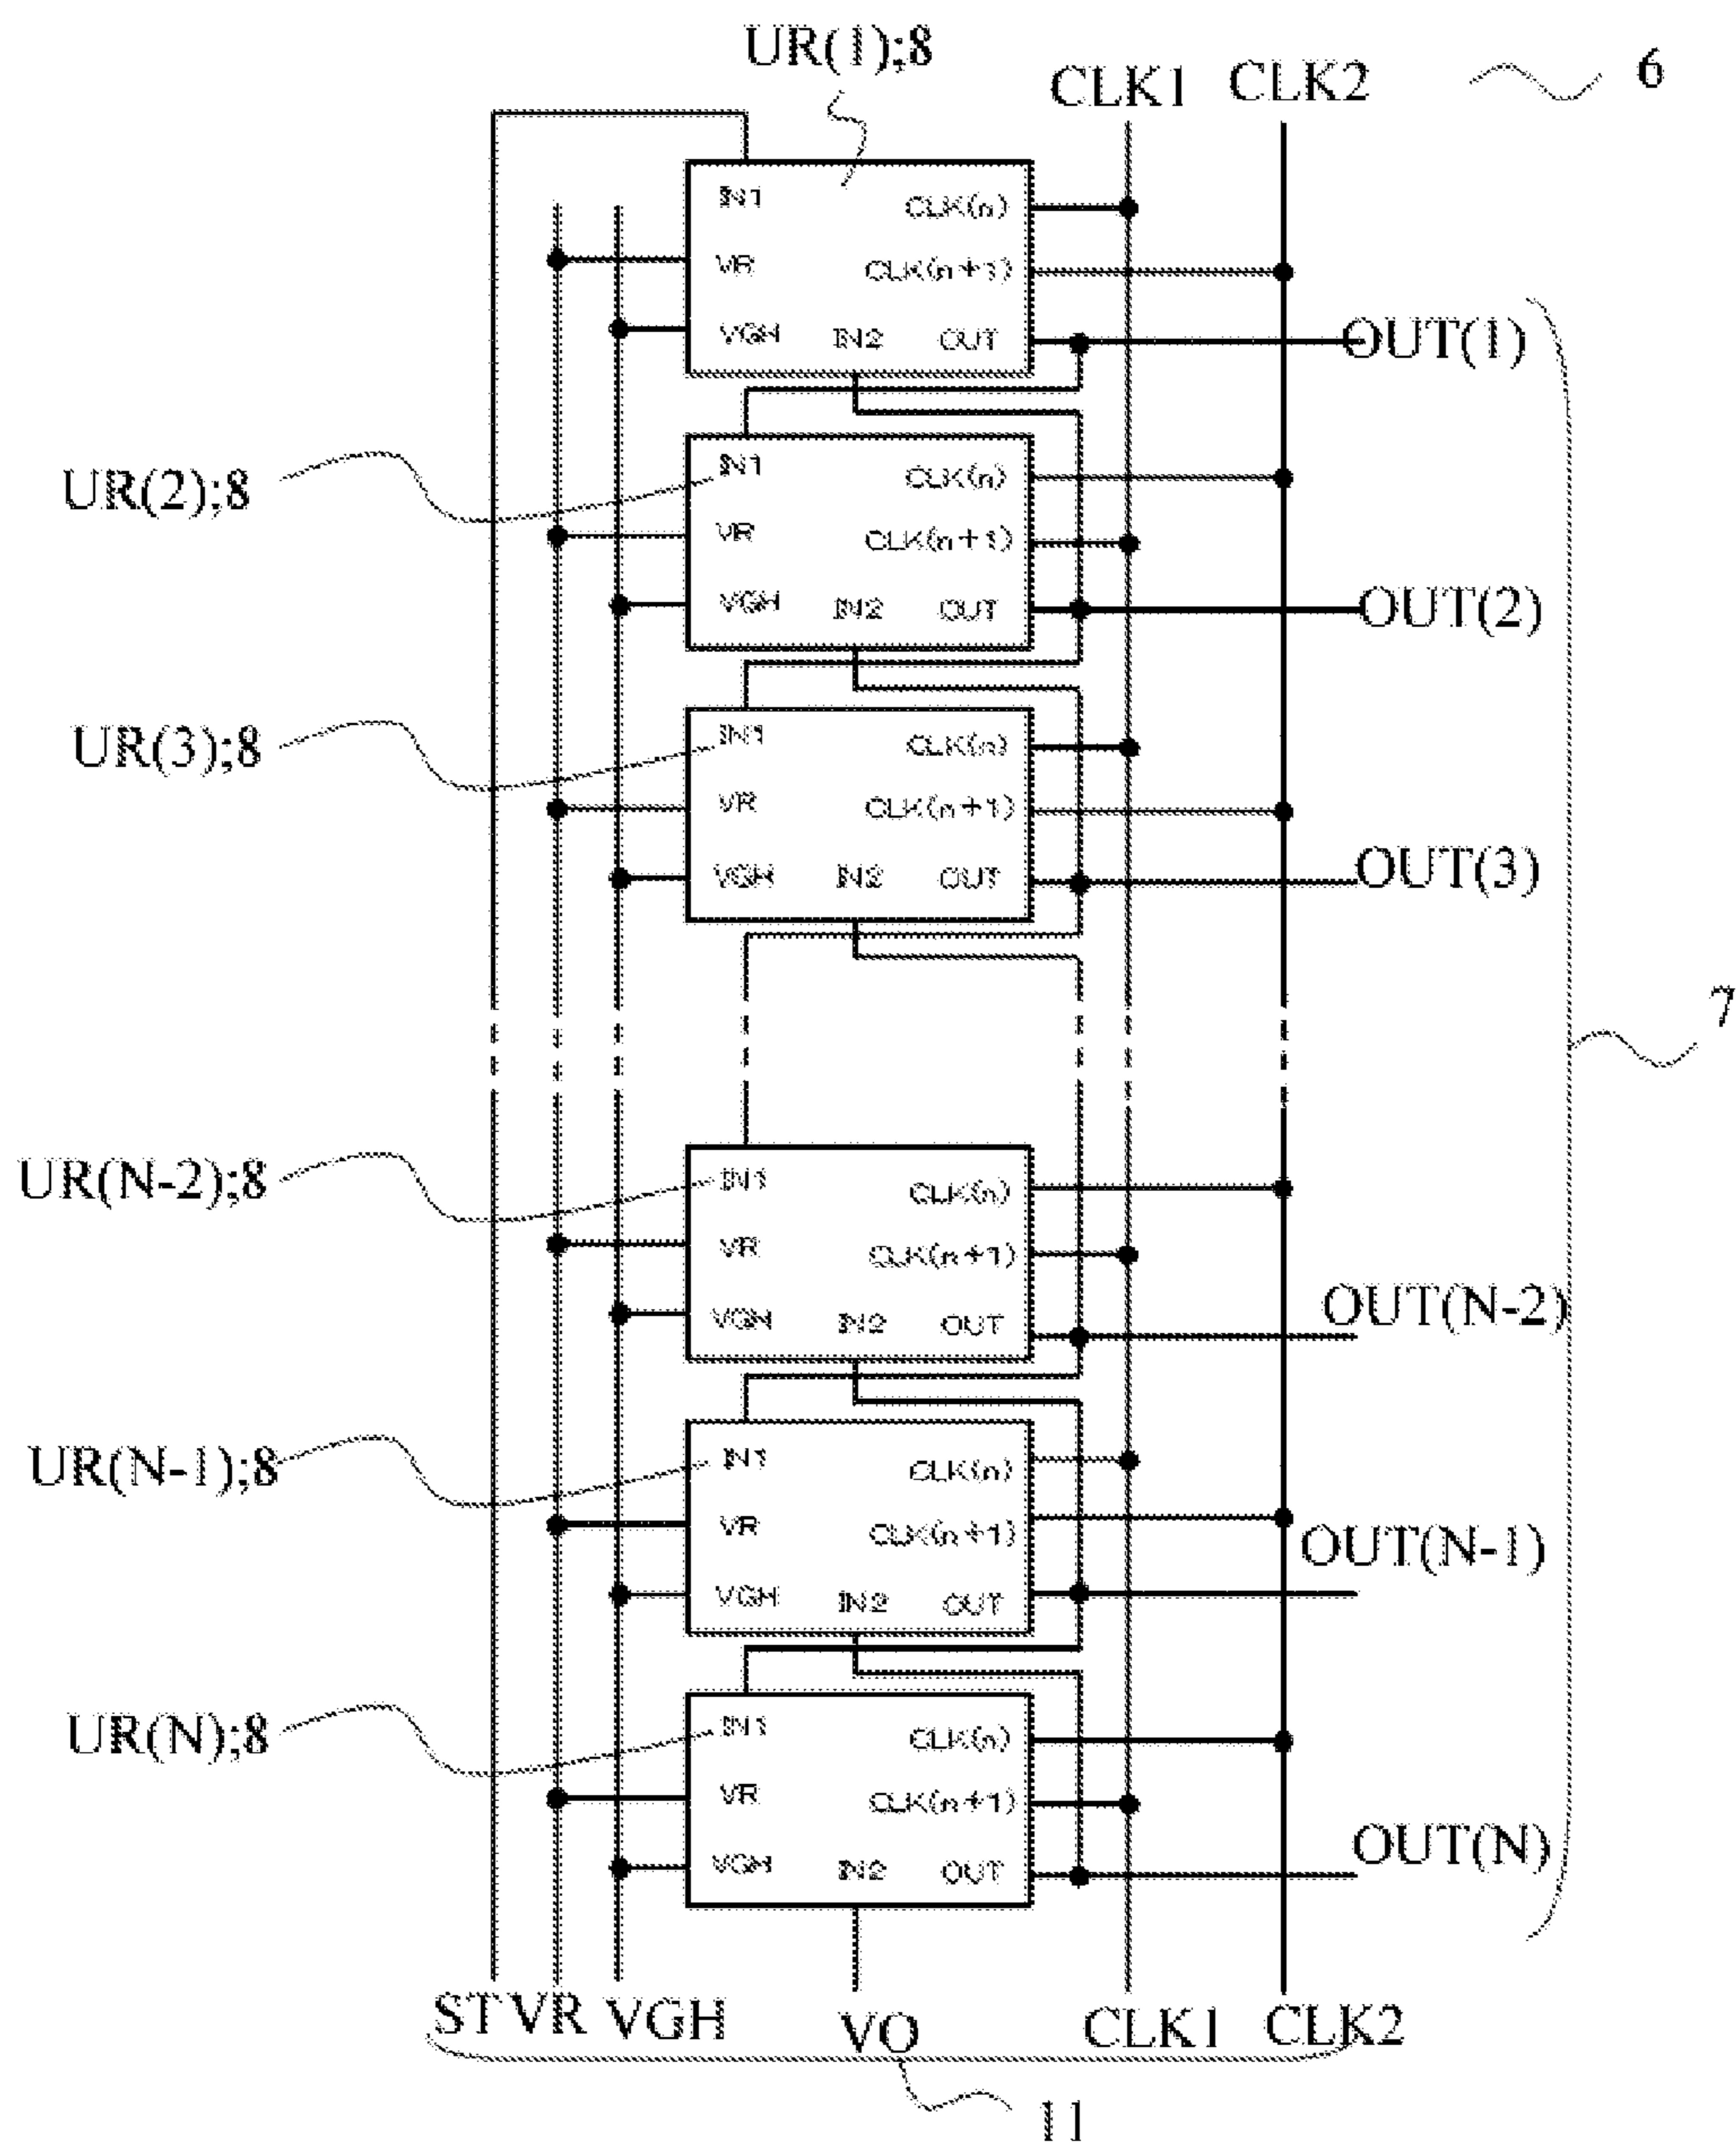 UR(1);8
CLK1
CLK2
6
IN1
CLK(n)
VR
CLK(n+1)
VGH
IN2
OUT
OUT(1)
UR(2);8
IN1
CLK(n)
VR
CLK(n+1)
VGH
IN2
OUT
OUT(2)
UR(3);8
IN1
CLK(n)
VR
CLK(n+1)
VGH
IN2
OUT
OUT(3)
7
UR(N-2);8
IN1
CLK(n)
VR
CLK(n+1)
VGH
IN2
OUT
OUT(N-2)
UR(N-1);8
IN1
CLK(n)
VR
CLK(n+1)
OUT(N-1)
VGH
IN2
OUT
UR(N);8
IN1
CLK(n)
VR
CLK(n+1)
VGH
IN2
OUT
OUT(N)
ST
VR
VGH
VO
CLK1
CLK2
11